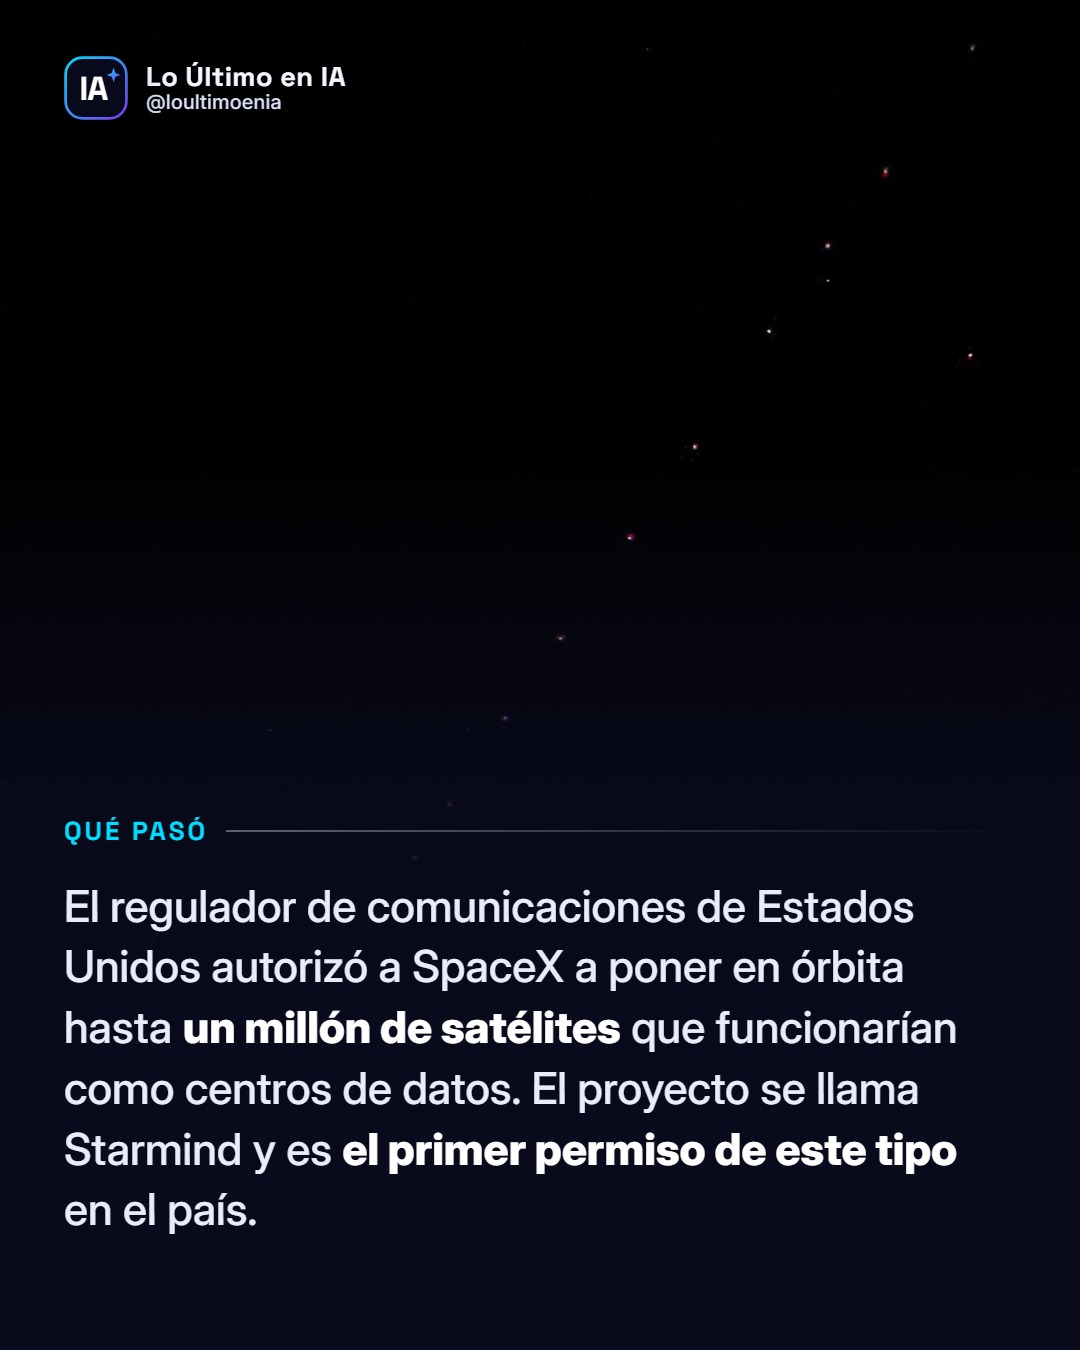 IA
Lo Último en IA
@loultimoenia
QUÉ PASÓ
El regulador de comunicaciones de Estados
Unidos autorizó a SpaceX a poner en órbita
hasta un millón de satélites que funcionarían
como centros de datos. El proyecto se llama
Starmind y es el primer permiso de este tipo
en el país.